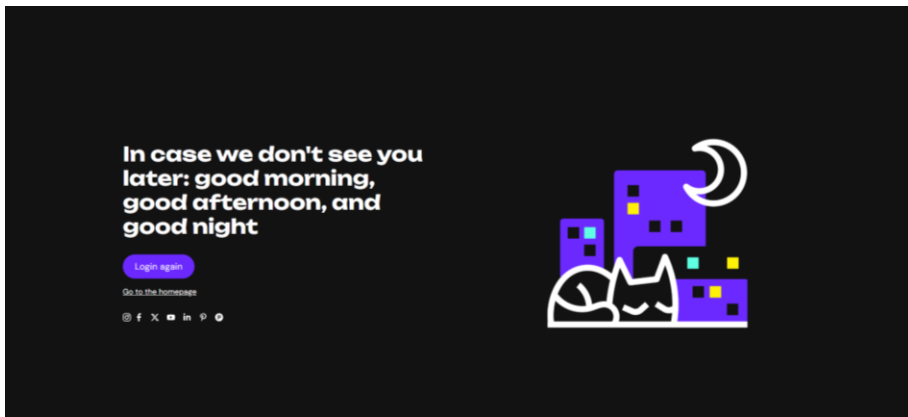 In case we don't see you
later: good morning,
good afternoon, and
good night
Login again
Go to the homepage